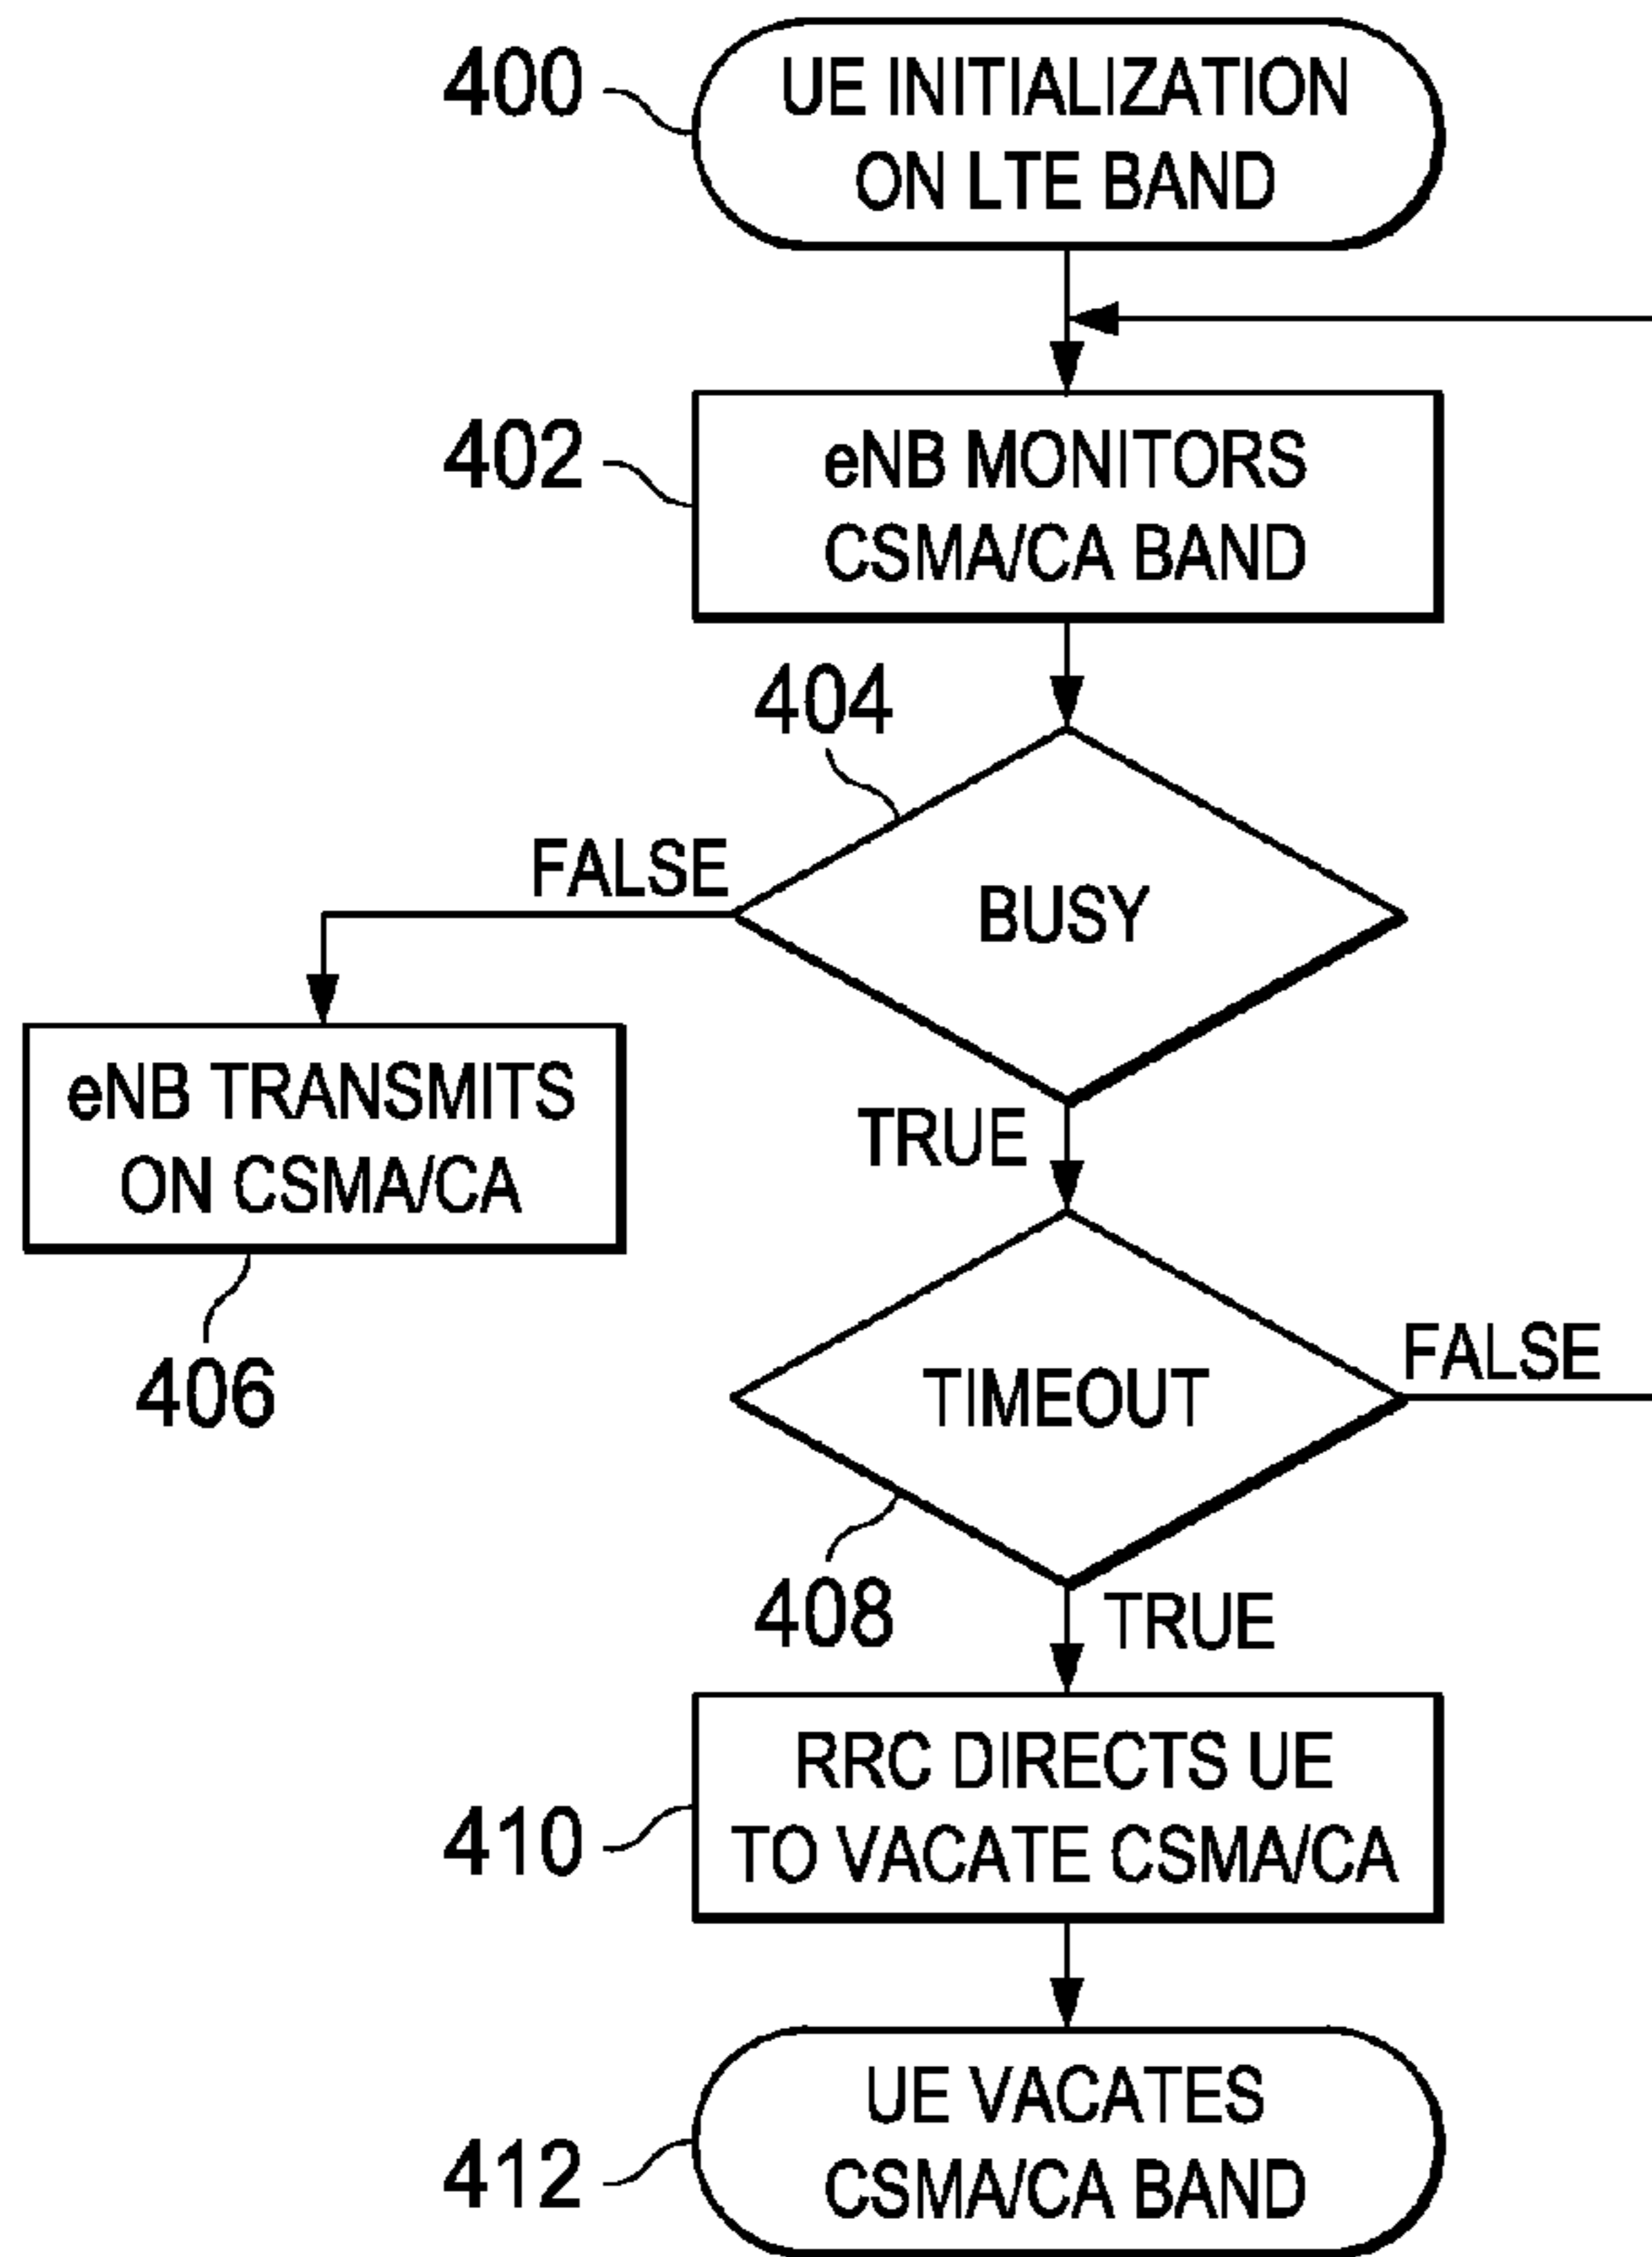 400
UE INITIALIZATION
ON LTE BAND
402
eNB MONITORS
CSMA/CA BAND
404
FALSE
BUSY
eNB TRANSMITS
ON CSMA/CA
406
TRUE
TIMEOUT
FALSE
408
TRUE
410
RRC DIRECTS UE
TO VACATE CSMA/CA
412
UE VACATES
CSMA/CA BAND